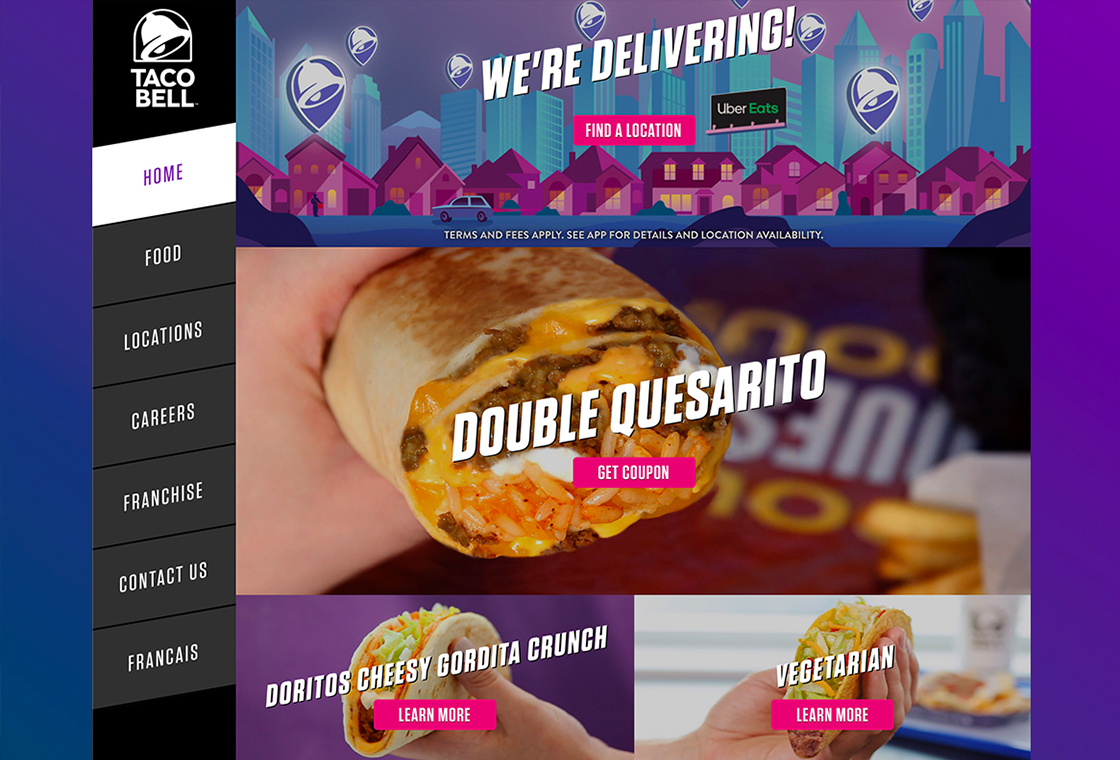 TACO
BELL™
HOME
FOOD
LOCATIONS
CAREERS
FRANCHISE
CONTACT US
FRANCAIS
WE'RE DELIVERING!
Uber Eats
FIND A LOCATION
TERMS AND FEES APPLY. SEE APP FOR DETAILS AND LOCATION AVAILABILITY.
DOUBLE QUESARITO
GET COUPON
DORITOS CHEESY GORDITA CRUNCH
LEARN MORE
VEGETARIAN
LEARN MORE